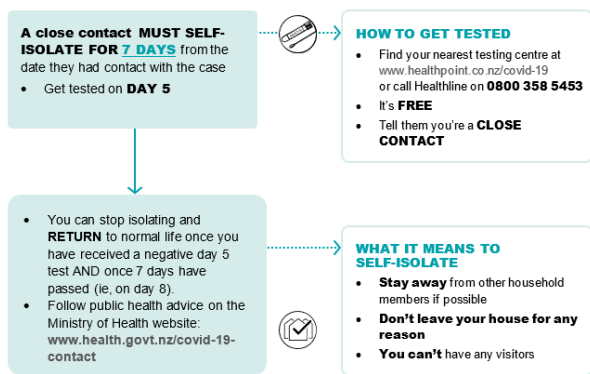 A close contact MUST SELF-
ISOLATE FOR 7 DAYS from the
date they had contact with the case
• Get tested on DAY 5
HOW TO GET TESTED
• Find your nearest testing centre at
www.healthpoint.co.nz/covid-19
or call Healthline on 0800 358 5453
• It's FREE
• Tell them you're a CLOSE
CONTACT
• You can stop isolating and
RETURN to normal life once you
have received a negative day 5
test AND once 7 days have
passed (ie, on day 8).
• Follow public health advice on the
Ministry of Health website:
www.health.govt.nz/covid-19-
contact
WHAT IT MEANS TO
SELF-ISOLATE
• Stay away from other household
members if possible
• Don't leave your house for any
reason
• You can't have any visitors